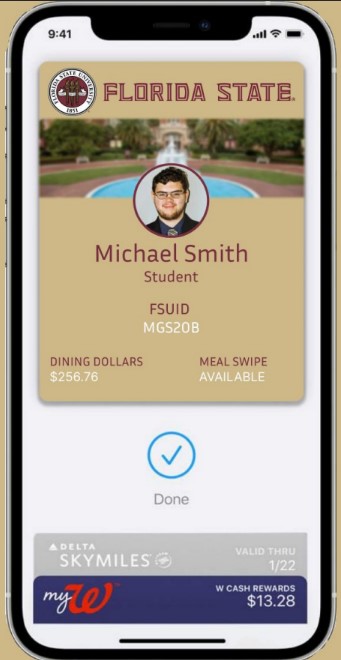 9:41
FLORIDA STATE UNIVERSITY
1851
FLORIDA STATE.
Michael Smith
Student
FSUID
MGS20B
DINING DOLLARS MEAL SWIPE
$256.76 AVAILABLE
Done
DELTA
SKYMILES
VALID THRU
1/22
myW
W CASH REWARDS
$13.28